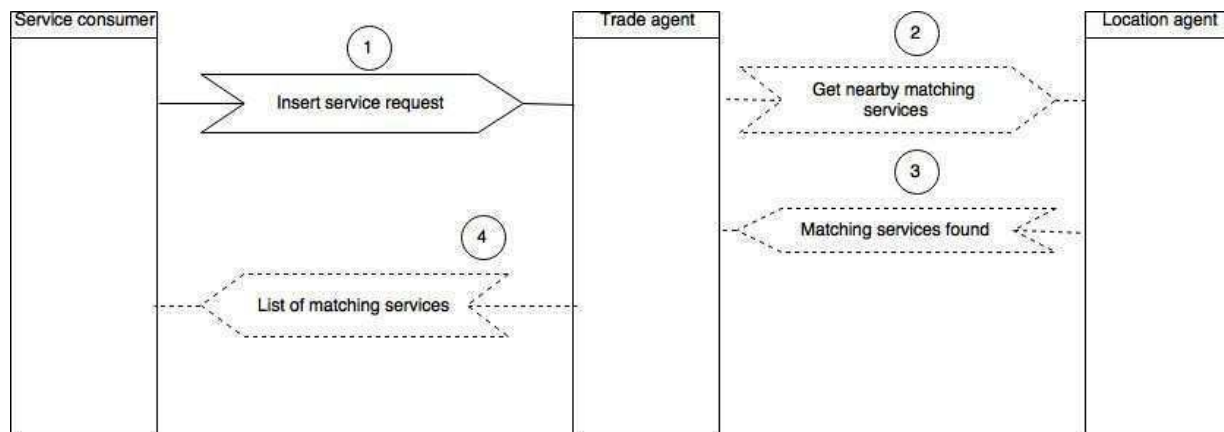 Service consumer
Trade agent
Location agent
1
2
Insert service request
Get nearby matching
services
3
Matching services found
4
List of matching services